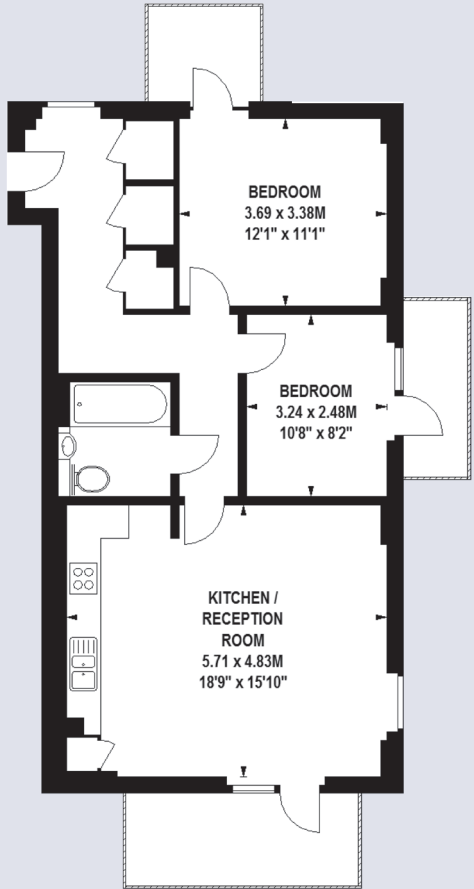 BEDROOM
3.69 x 3.38M
12'1" x 11'1"
BEDROOM
3.24 x 2.48M
10'8" x 8'2"
KITCHEN /
RECEPTION
ROOM
5.71 x 4.83M
18'9" x 15'10"